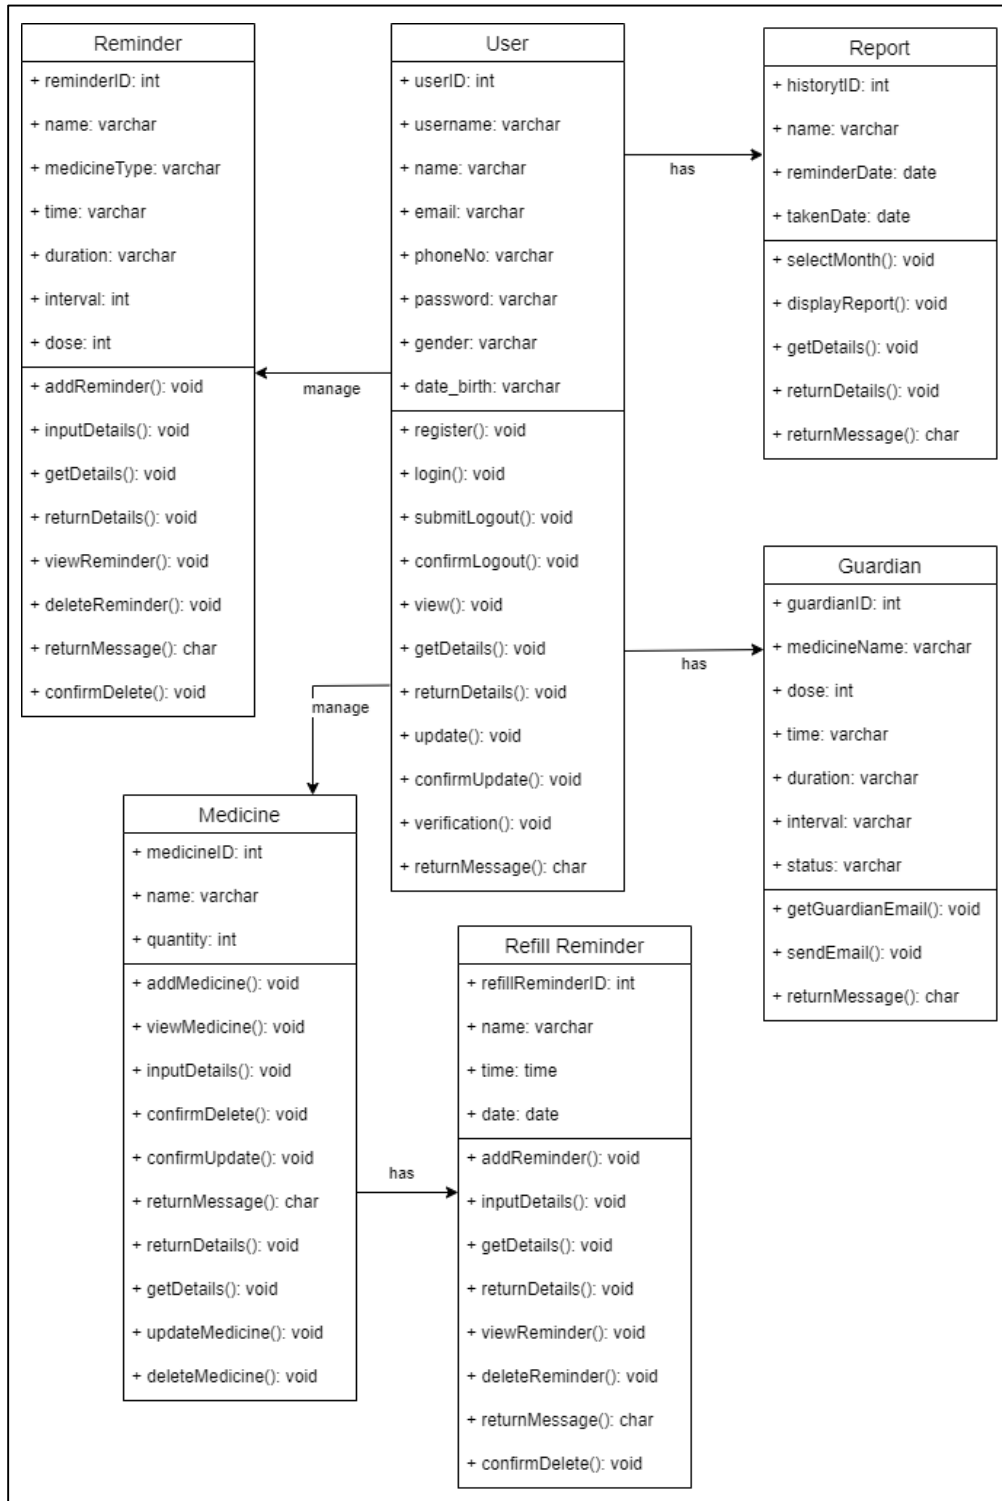 Reminder
+ reminderID: int
+ name: varchar
+ medicineType: varchar
+ time: varchar
+ duration: varchar
+ interval: int
+ dose: int
+ addReminder(): void
+ inputDetails(): void
+ getDetails(): void
+ returnDetails(): void
+ viewReminder(): void
+ deleteReminder(): void
+ returnMessage(): char
+ confirmDelete(): void
manage
User
+ userID: int
+ username: varchar
+ name: varchar
+ email: varchar
+ phoneNo: varchar
+ password: varchar
+ gender: varchar
+ date_birth: varchar
+ register(): void
+ login(): void
+ submitLogout(): void
+ confirmLogout(): void
+ view(): void
+ getDetails(): void
+ returnDetails(): void
+ update(): void
+ confirmUpdate(): void
+ verification(): void
+ returnMessage(): char
has
Report
+ historytID: int
+ name: varchar
+ reminderDate: date
+ takenDate: date
+ selectMonth(): void
+ displayReport(): void
+ getDetails(): void
+ returnDetails(): void
+ returnMessage(): char
has
Guardian
+ guardianID: int
+ medicineName: varchar
+ dose: int
+ time: varchar
+ duration: varchar
+ interval: varchar
+ status: varchar
+ getGuardianEmail(): void
+ sendEmail(): void
+ returnMessage(): char
manage
Medicine
+ medicineID: int
+ name: varchar
+ quantity: int
+ addMedicine(): void
+ viewMedicine(): void
+ inputDetails(): void
+ confirmDelete(): void
+ confirmUpdate(): void
+ returnMessage(): char
+ returnDetails(): void
+ getDetails(): void
+ updateMedicine(): void
+ deleteMedicine(): void
has
Refill Reminder
+ refillReminderID: int
+ name: varchar
+ time: time
+ date: date
+ addReminder(): void
+ inputDetails(): void
+ getDetails(): void
+ returnDetails(): void
+ viewReminder(): void
+ deleteReminder(): void
+ returnMessage(): char
+ confirmDelete(): void